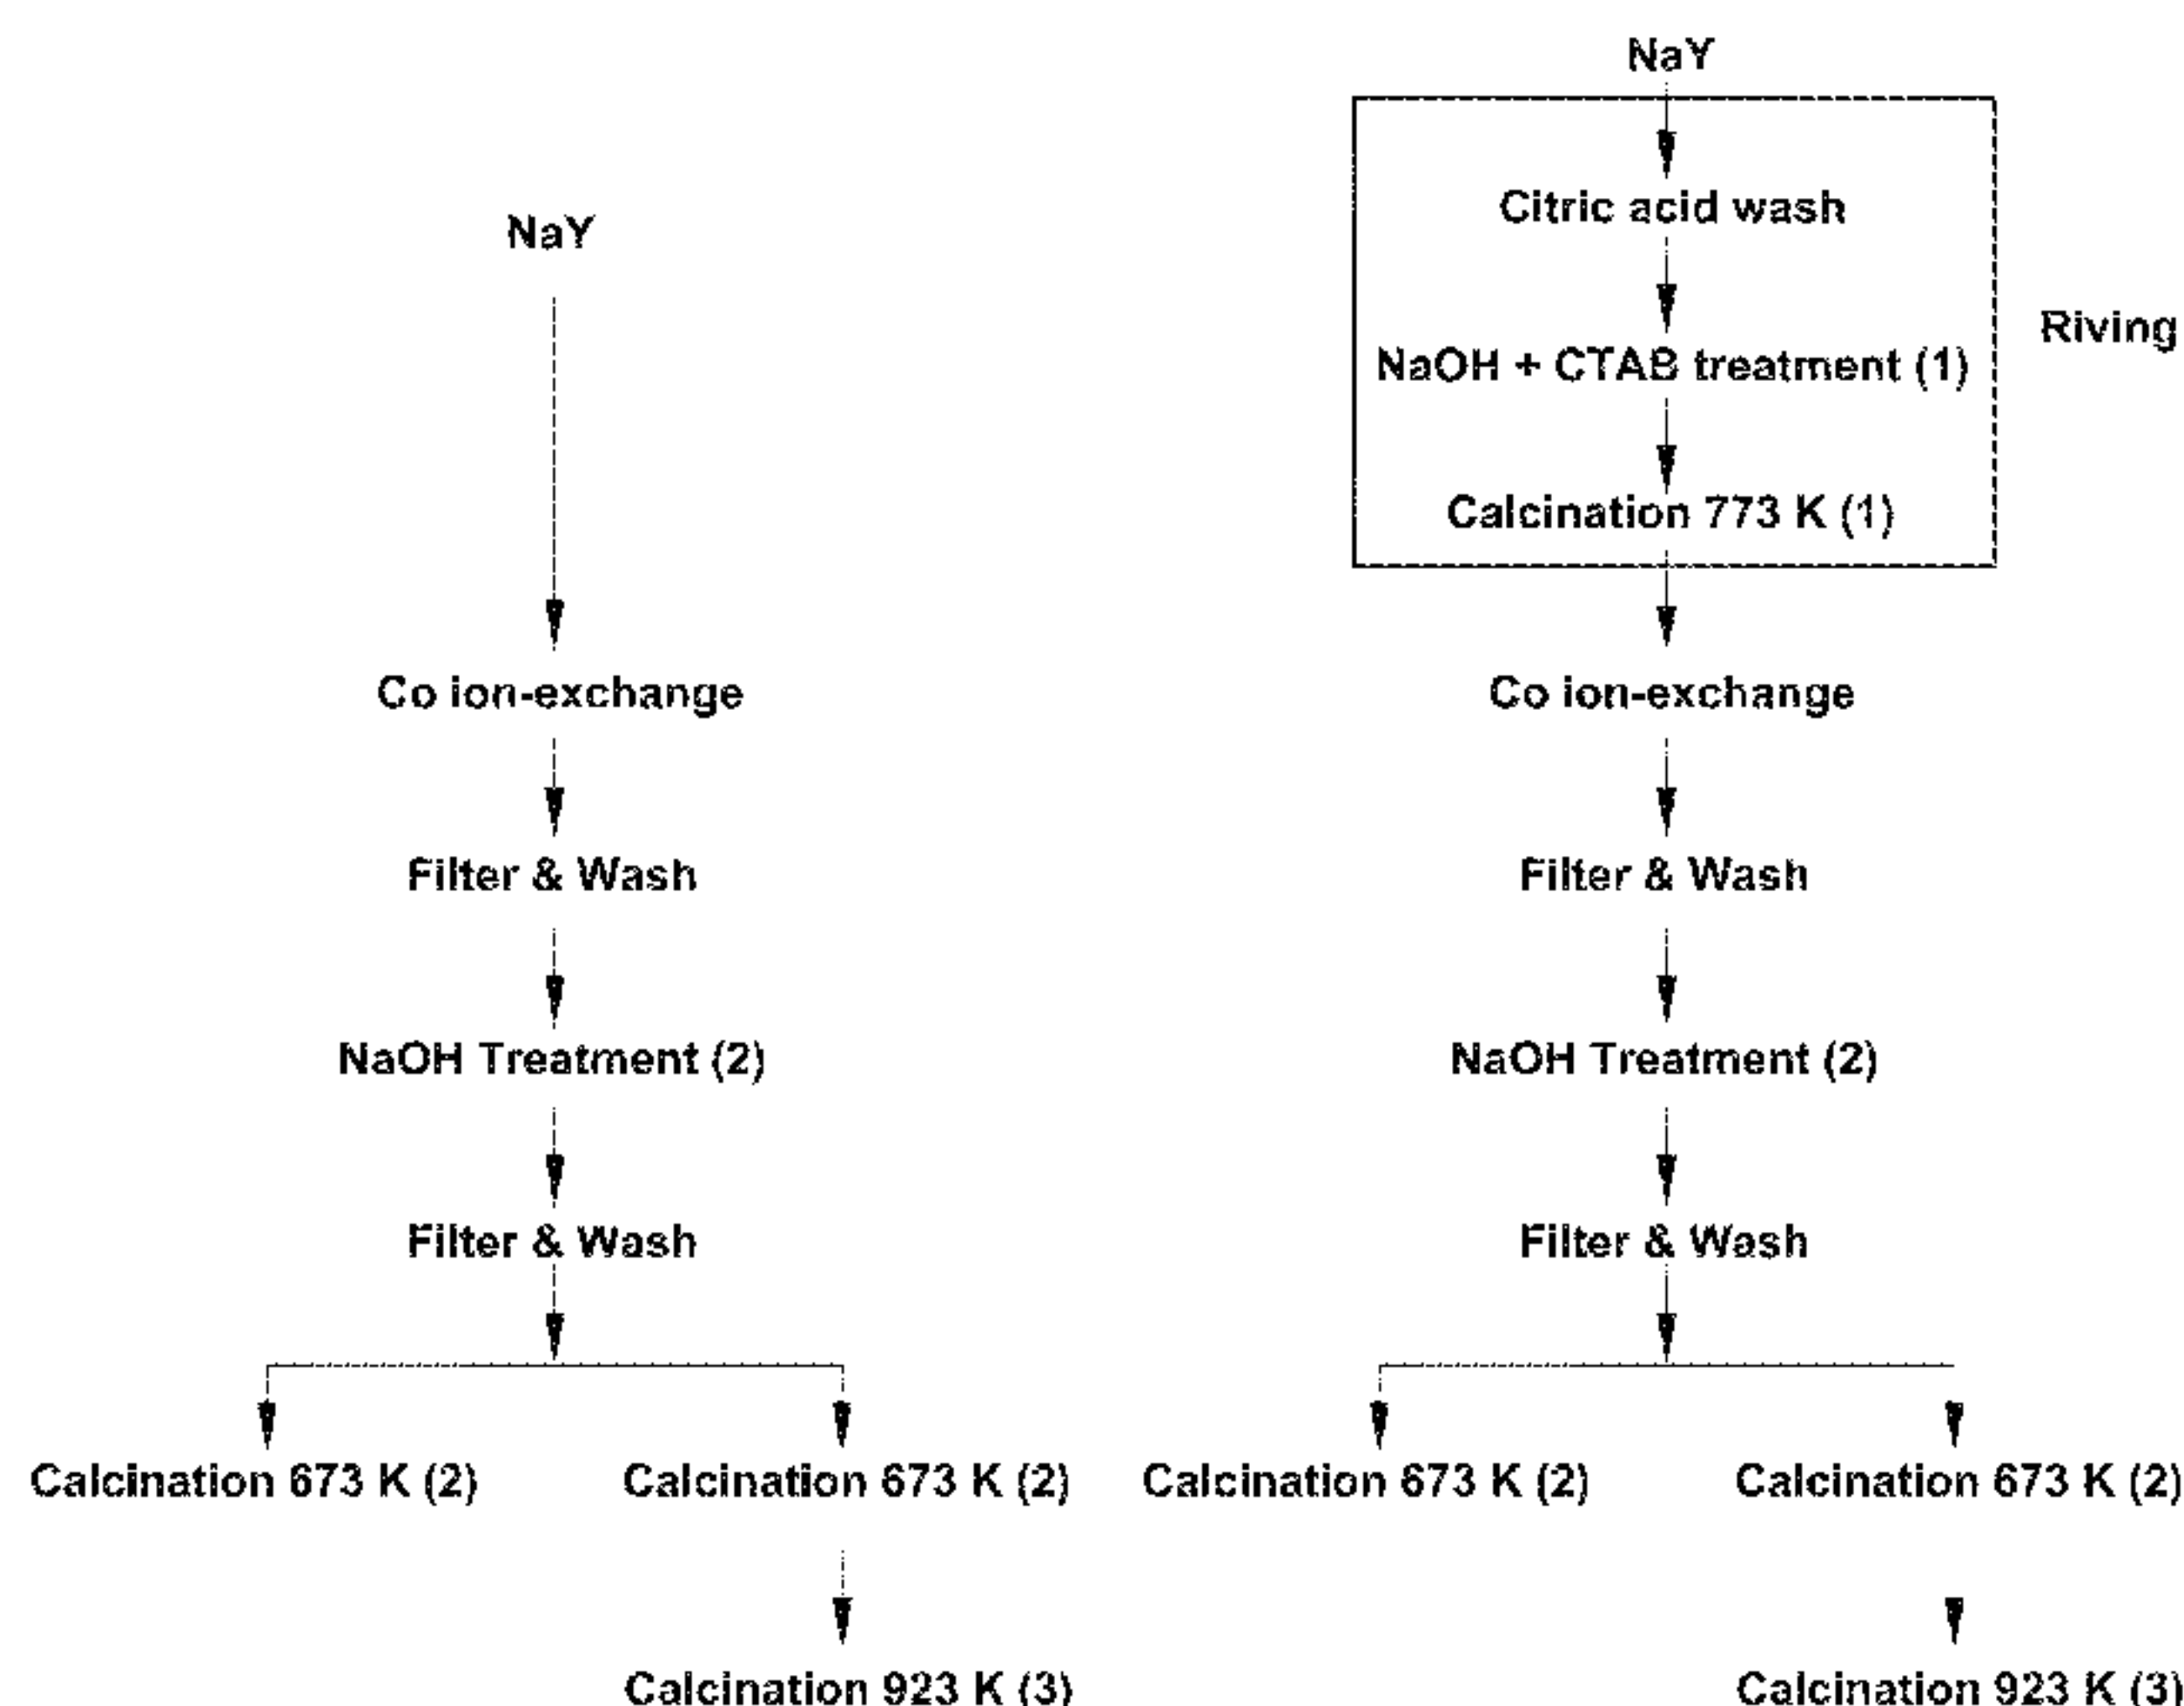 NaY
Co ion-exchange
Filter & Wash
NaOH Treatment (2)
Filter & Wash
Calcination 673 K (2)
Calcination 673 K (2)
Calcination 923 K (3)
NaY
Citric acid wash
NaOH + CTAB treatment (1)
Calcination 773 K (1)
Riving
Co ion-exchange
Filter & Wash
NaOH Treatment (2)
Filter & Wash
Calcination 673 K (2)
Calcination 673 K (2)
Calcination 923 K (3)